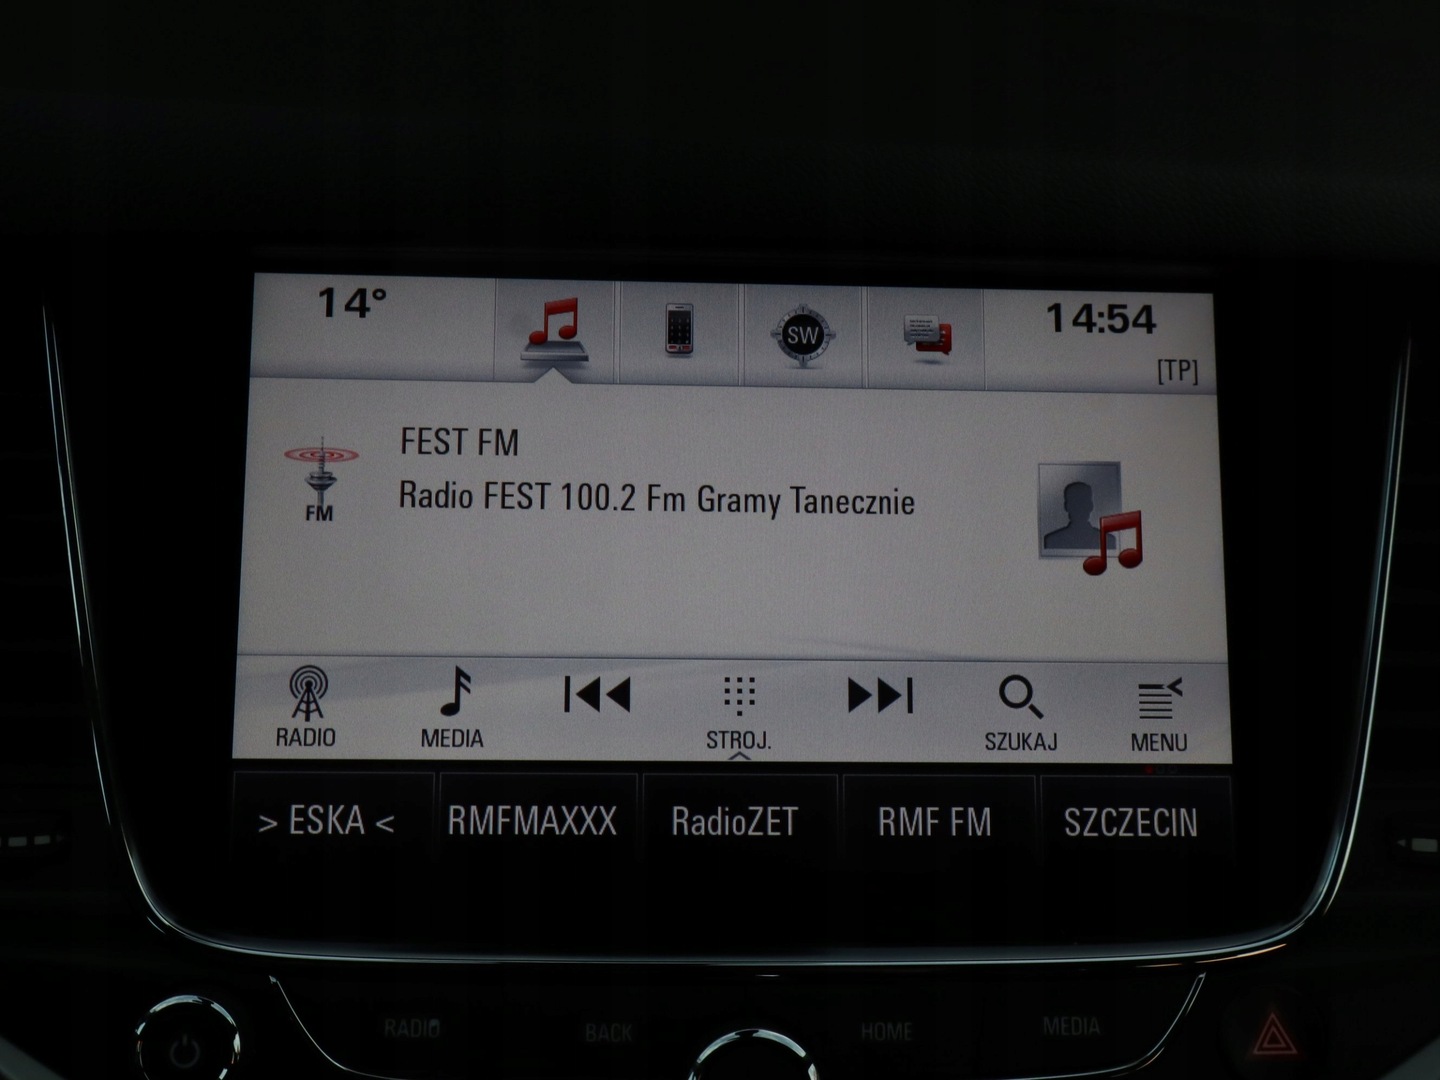 14°
SW
14:54
[TP]
FEST FM
Radio FEST 100.2 Fm Gramy Tanecznie
FM
RADIO
MEDIA
STROJ.
SZUKAJ
MENU
> ESKA <
RMFMAXXX
RadioZET
RMF FM
SZCZECIN
RADIO
BACK
HOME
MEDIA